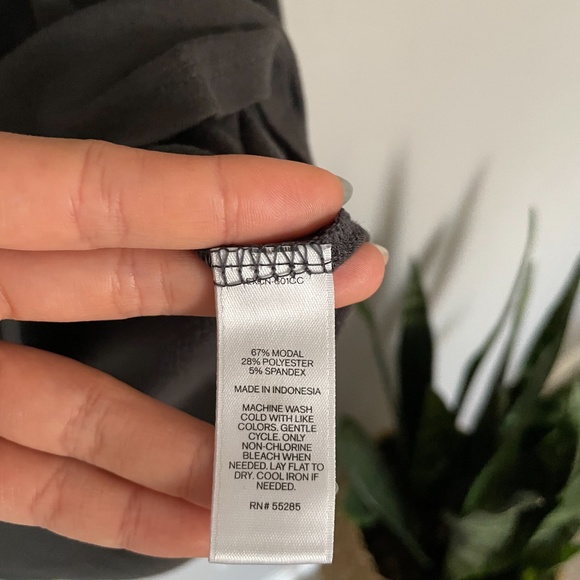 67% MODAL
28% POLYESTER
5% SPANDEX
MADE IN INDONESIA
MACHINE WASH
COLD WITH LIKE
COLORS. GENTLE
CYCLE. ONLY
NON-CHLORINE
BLEACH WHEN
NEEDED. LAY FLAT TO
DRY. COOL IRON IF
NEEDED.
RN# 55285